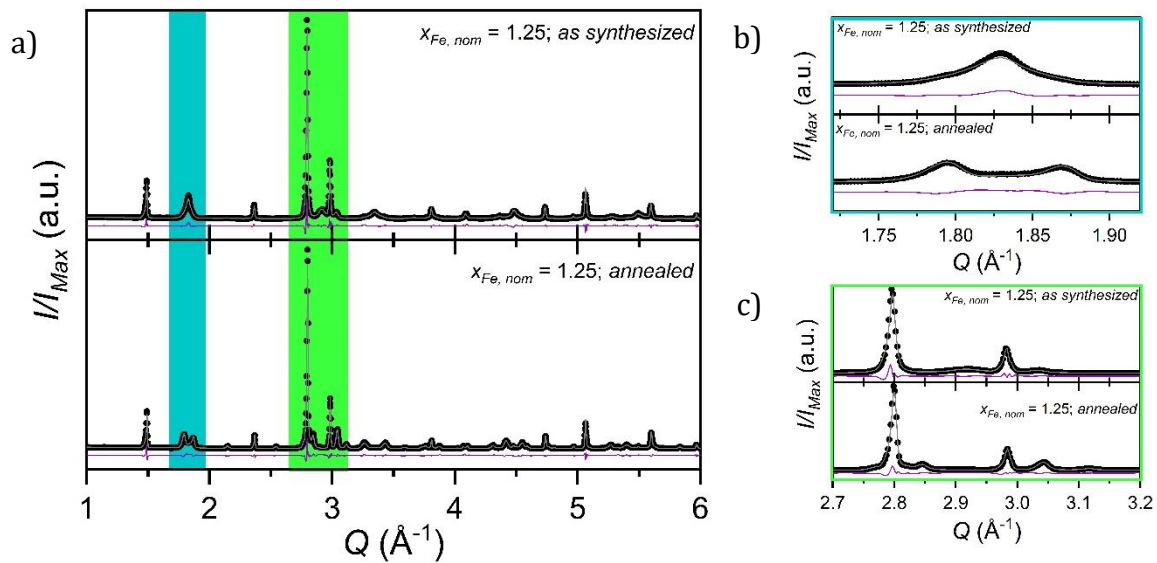 a)
x_Fe, nom = 1.25; as synthesized
x_Fe, nom = 1.25; annealed
I/I_Max (a.u.)
1 2 3 4 5 6
Q (Å⁻¹)
b)
x_Fe, nom = 1.25; as synthesized
x_Fe, nom = 1.25; annealed
I/I_Max (a.u.)
1.75 1.80 1.85 1.90
Q (Å⁻¹)
c)
x_Fe, nom = 1.25; as synthesized
x_Fe, nom = 1.25; annealed
I/I_Max (a.u.)
2.7 2.8 2.9 3.0 3.1 3.2
Q (Å⁻¹)